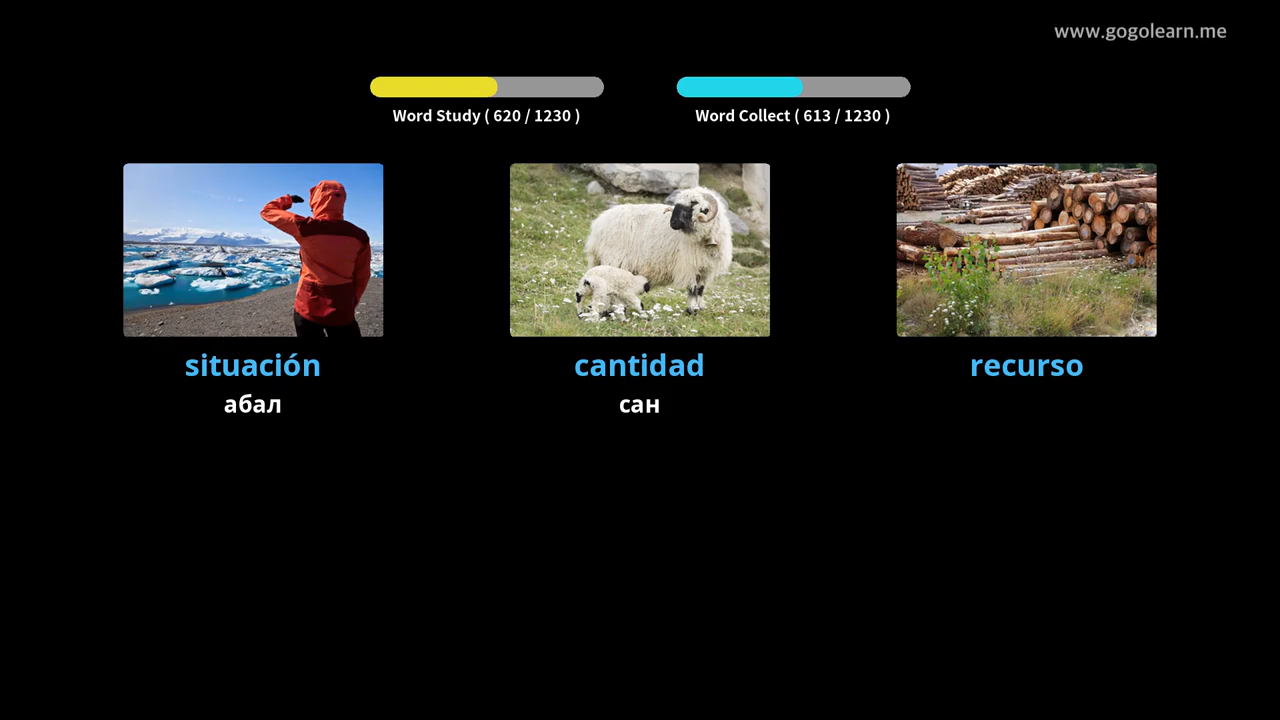 www.gogolearn.me
Word Study ( 620 / 1230 )
Word Collect ( 613 / 1230 )
situación
абал
cantidad
сан
recurso